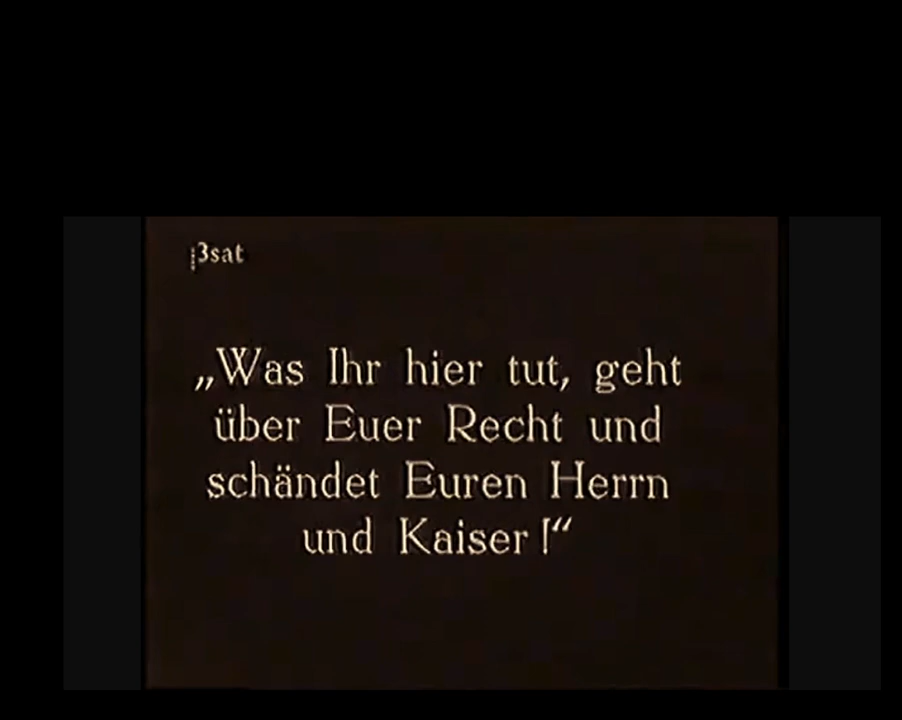 3sat
„Was Ihr hier tut, geht
über Euer Recht und
schändet Euren Herrn
und Kaiser!“